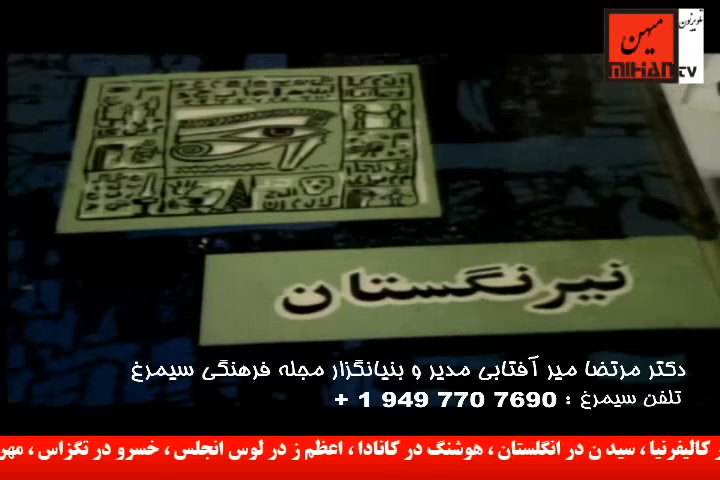 میهن
تلویزیون
MIHAN TV
نیرنگستان
دکتر مرتضا میر آفتابی مدیر و بنیانگزار مجله فرهنگی سیمرغ
تلفن سیمرغ : 7690 770 949 1 +
ر کالیفرنیا ، سید ن در انگلستان ، هوشنگ در کانادا ، اعظم ز در لوس انجلس ، خسرو در تگزاس ، مهر